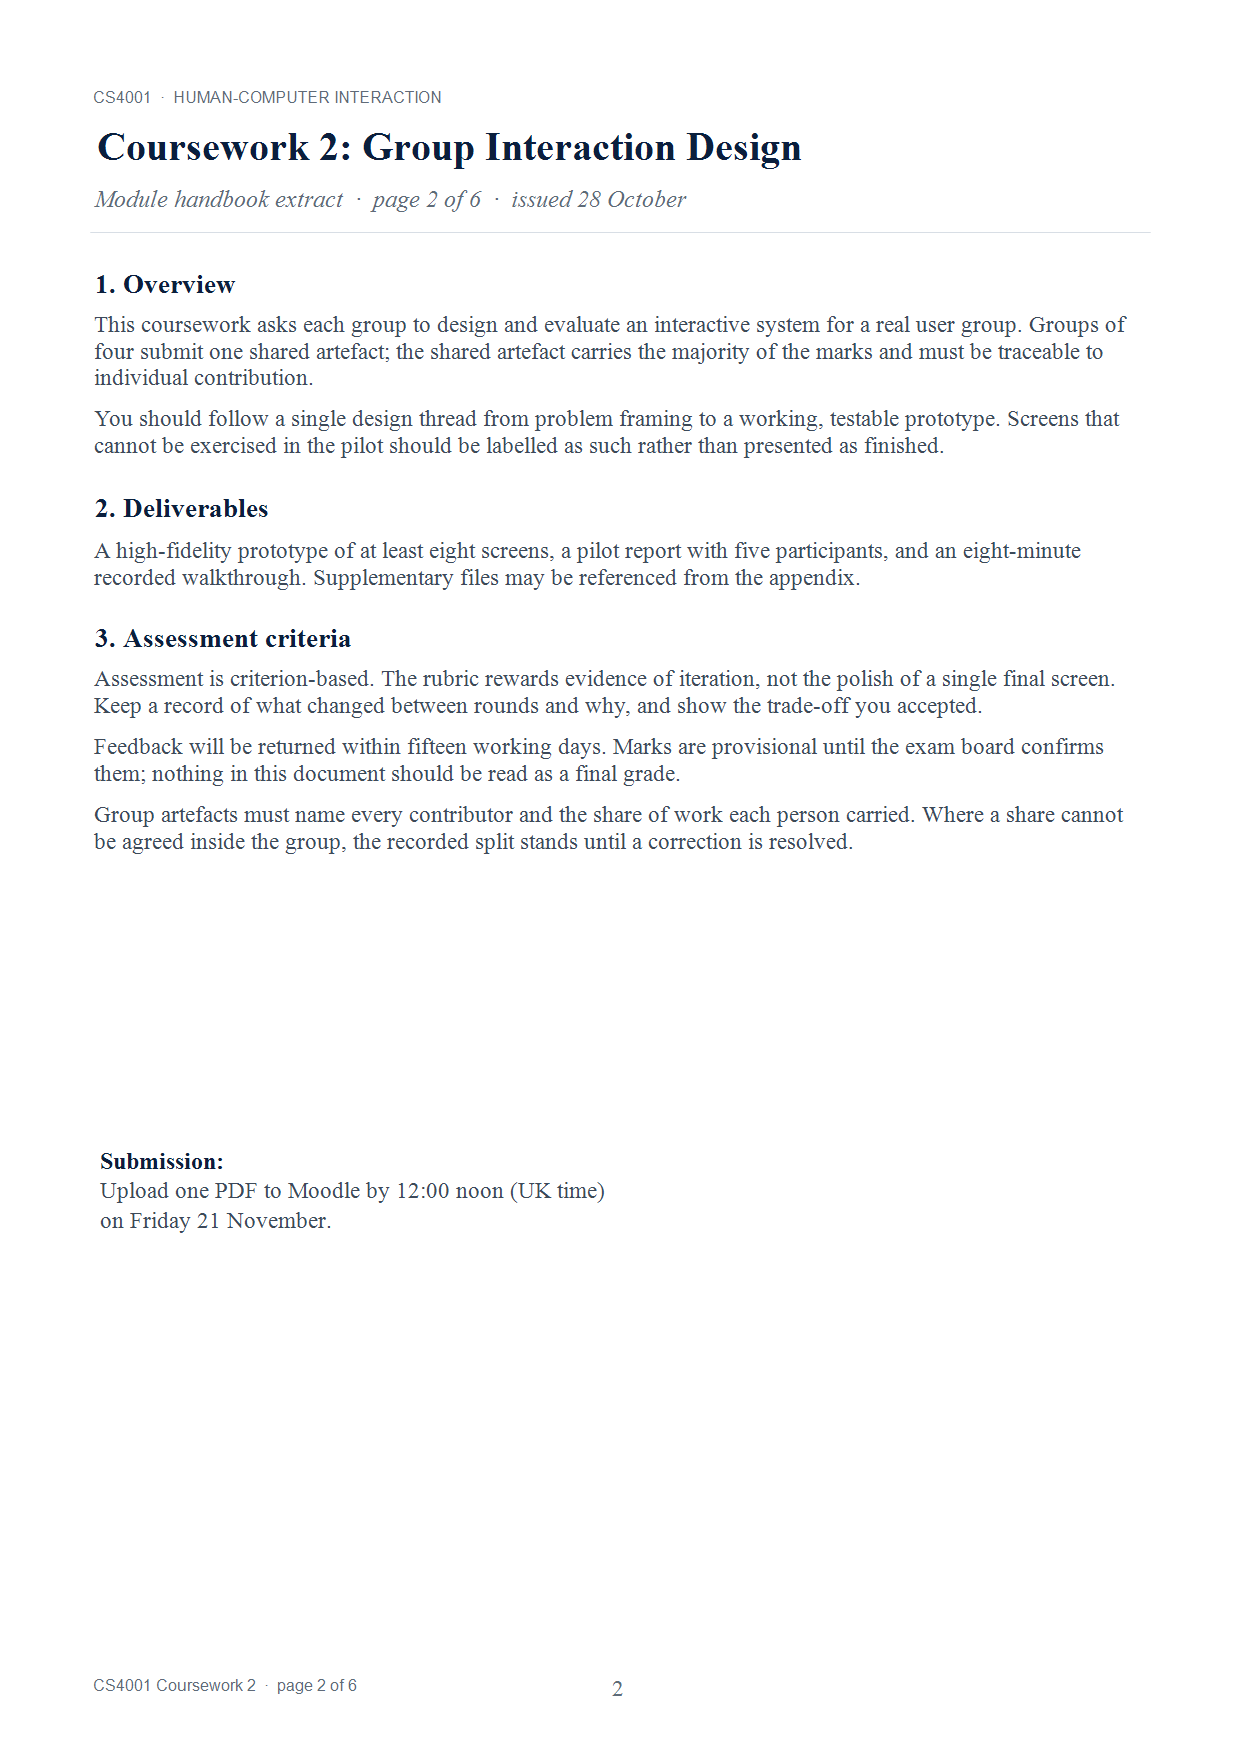 CS4001 · HUMAN-COMPUTER INTERACTION
Coursework 2: Group Interaction Design
Module handbook extract · page 2 of 6 · issued 28 October
1. Overview
This coursework asks each group to design and evaluate an interactive system for a real user group. Groups of
four submit one shared artefact; the shared artefact carries the majority of the marks and must be traceable to
individual contribution.
You should follow a single design thread from problem framing to a working, testable prototype. Screens that
cannot be exercised in the pilot should be labelled as such rather than presented as finished.
2. Deliverables
A high-fidelity prototype of at least eight screens, a pilot report with five participants, and an eight-minute
recorded walkthrough. Supplementary files may be referenced from the appendix.
3. Assessment criteria
Assessment is criterion-based. The rubric rewards evidence of iteration, not the polish of a single final screen.
Keep a record of what changed between rounds and why, and show the trade-off you accepted.
Feedback will be returned within fifteen working days. Marks are provisional until the exam board confirms
them; nothing in this document should be read as a final grade.
Group artefacts must name every contributor and the share of work each person carried. Where a share cannot
be agreed inside the group, the recorded split stands until a correction is resolved.
Submission:
Upload one PDF to Moodle by 12:00 noon (UK time)
on Friday 21 November.
CS4001 Coursework 2 · page 2 of 6
2